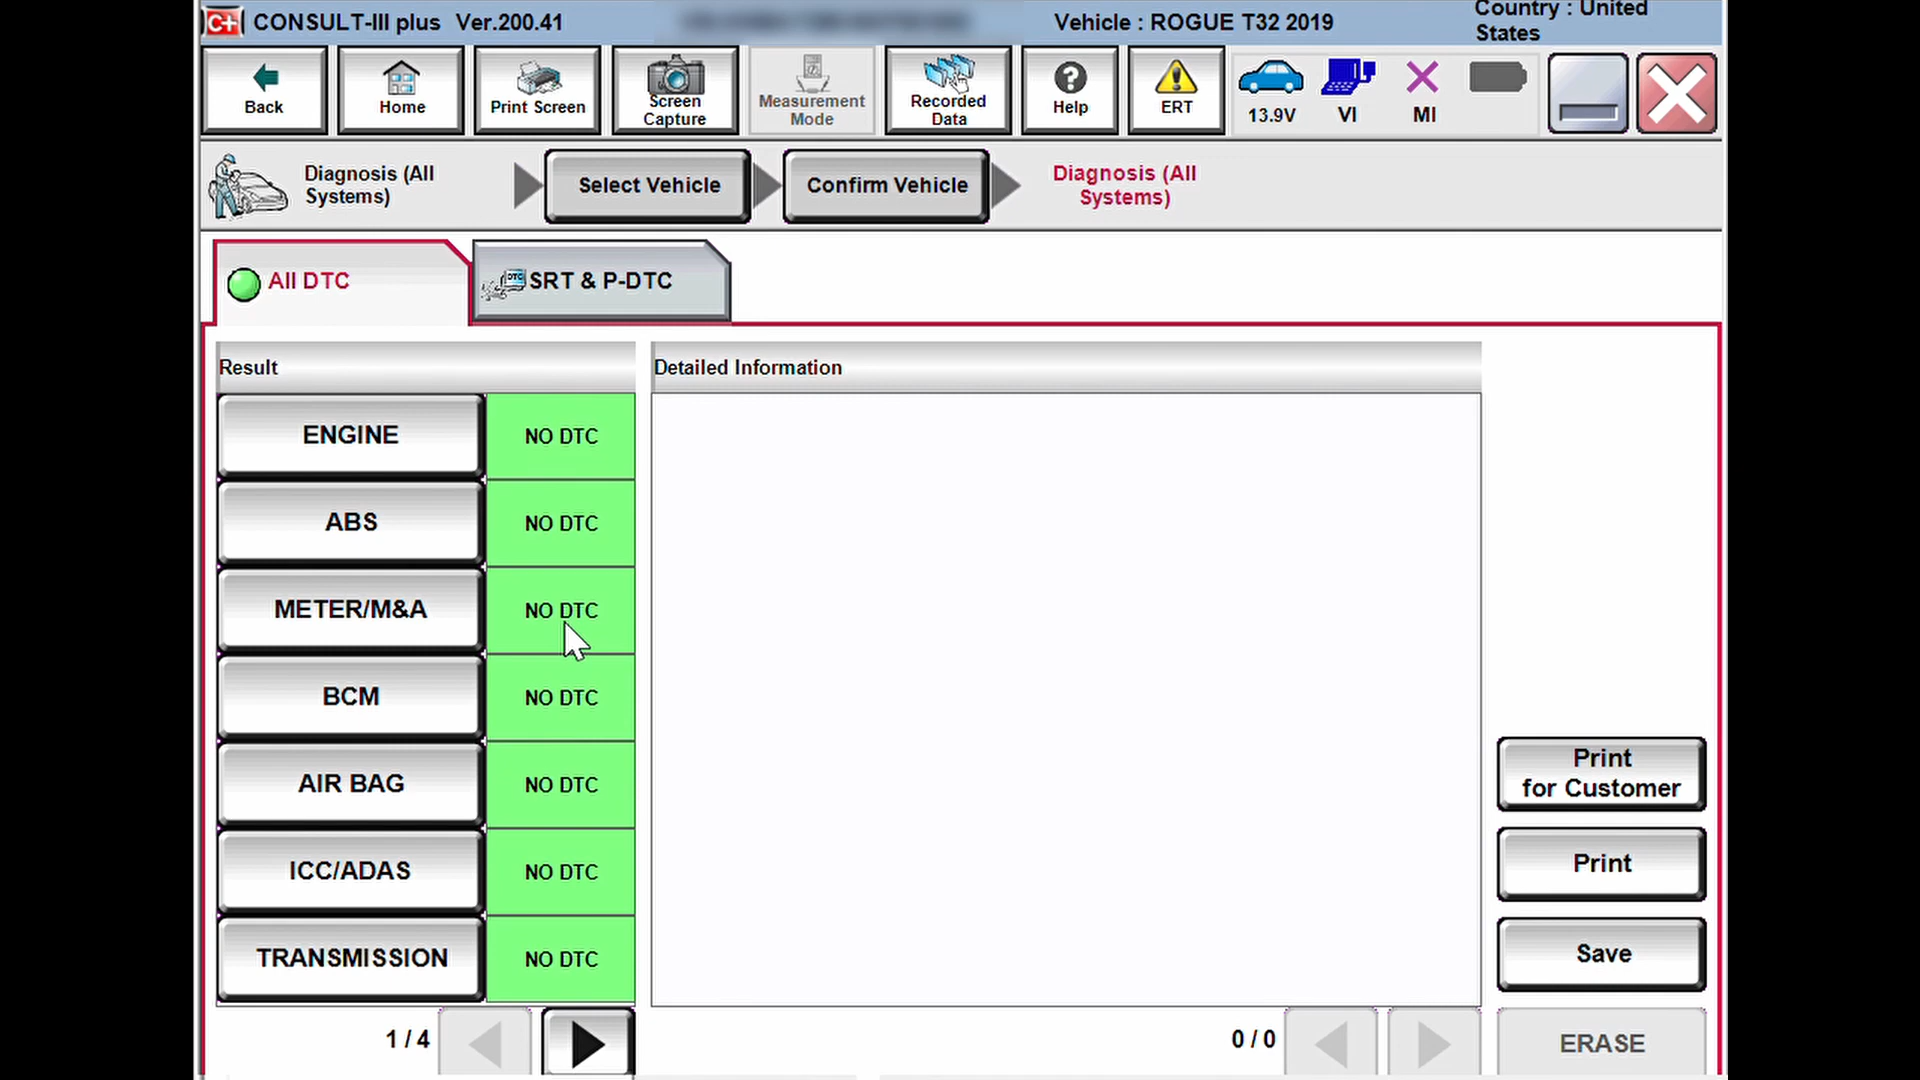 C+ CONSULT-III plus Ver.200.41
Vehicle : ROGUE T32 2019
Country : United
States
Back
Home
Print Screen
Screen
Capture
Measurement
Mode
Recorded
Data
Help
ERT
13.9V
VI
MI
Diagnosis (All
Systems)
Select Vehicle
Confirm Vehicle
Diagnosis (All
Systems)
All DTC
DTC
SRT & P-DTC
Result
Detailed Information
ENGINE NO DTC
ABS NO DTC
METER/M&A NO DTC
BCM NO DTC
AIR BAG NO DTC
ICC/ADAS NO DTC
TRANSMISSION NO DTC
Print
for Customer
Print
Save
1 / 4
0 / 0
ERASE